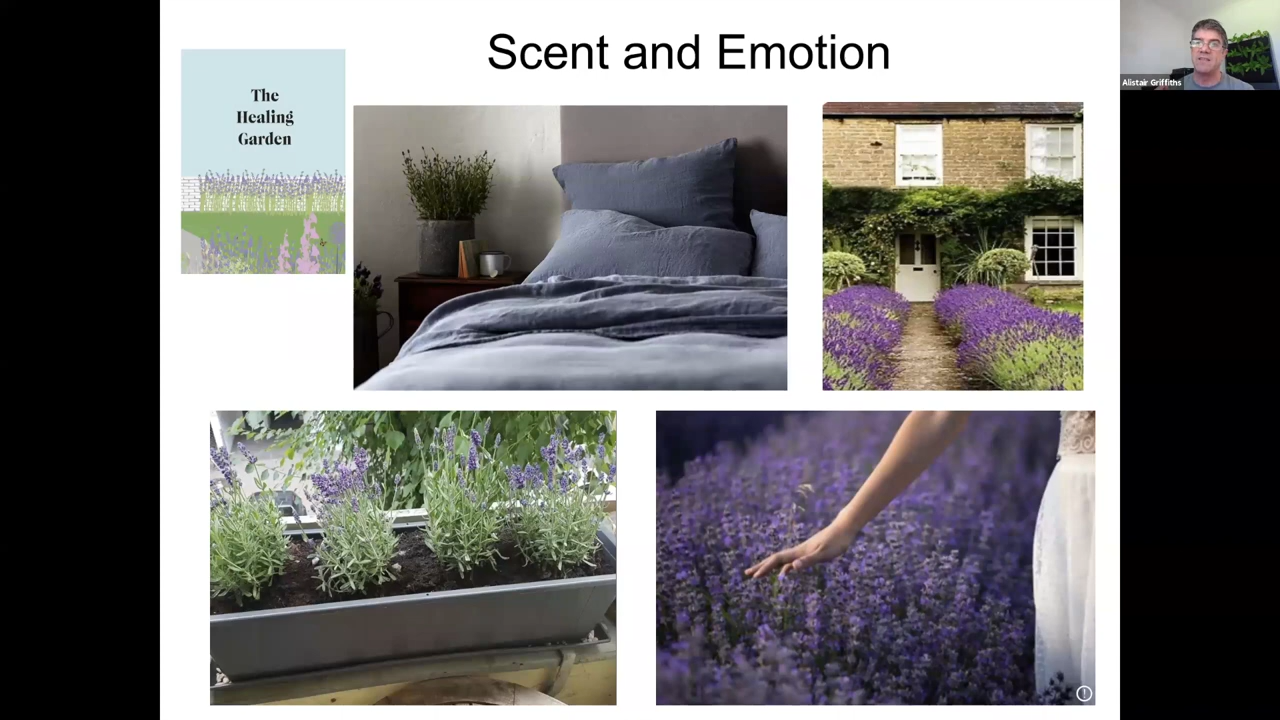 Scent and Emotion
The
Healing
Garden
Alistair Griffiths